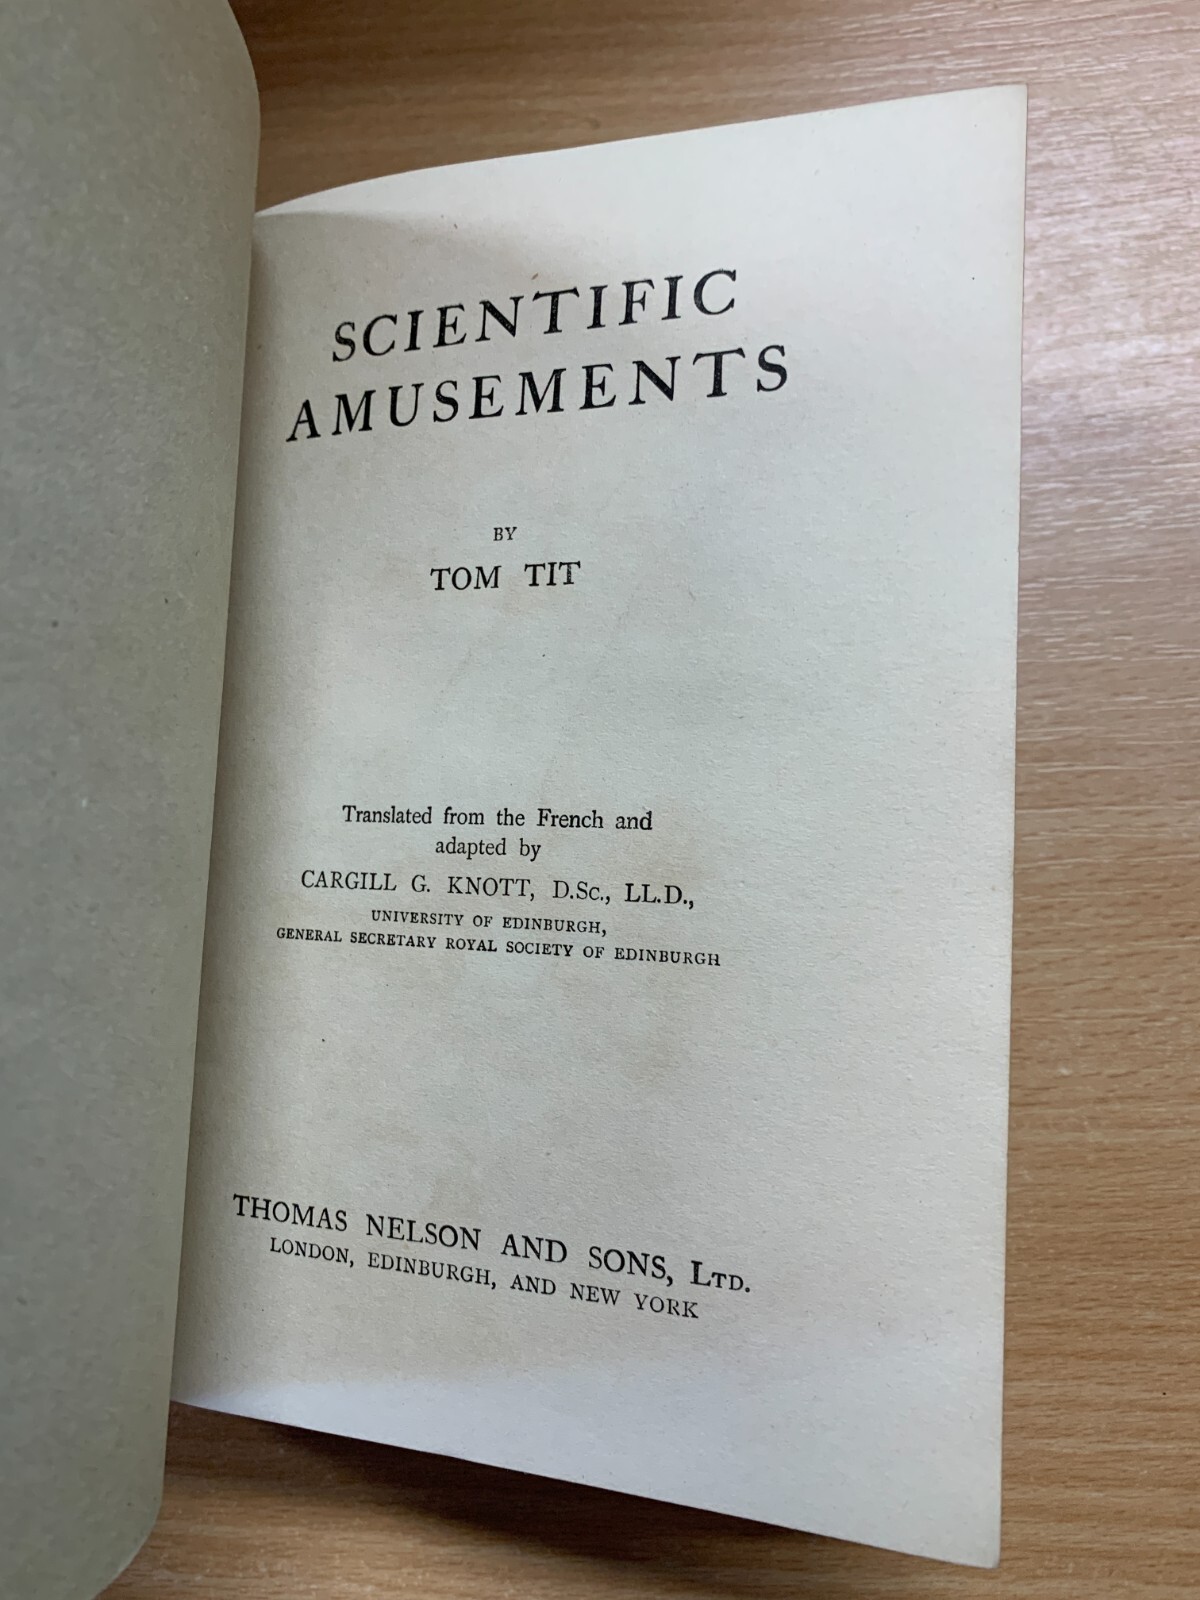 SCIENTIFIC
AMUSEMENTS
BY
TOM TIT
Translated from the French and
adapted by
CARGILL G. KNOTT, D.Sc., LL.D.,
UNIVERSITY OF EDINBURGH,
GENERAL SECRETARY ROYAL SOCIETY OF EDINBURGH
THOMAS NELSON AND SONS, LTD.
LONDON, EDINBURGH, AND NEW YORK